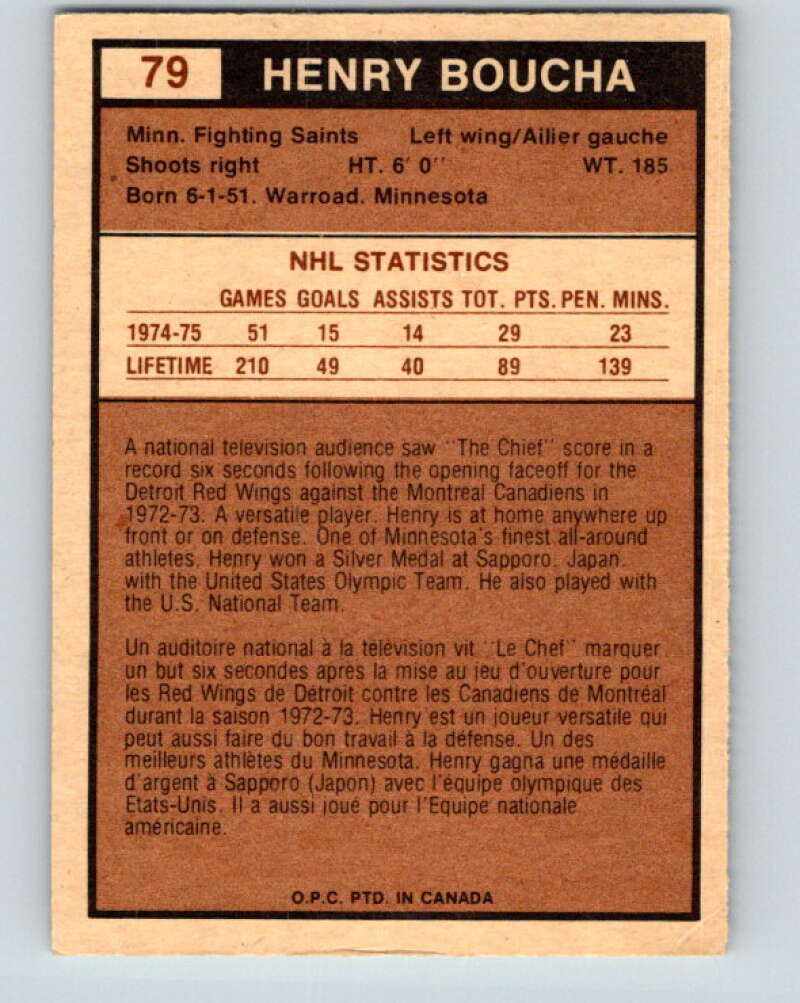 79 HENRY BOUCHA
Minn. Fighting Saints Left wing/Ailier gauche
Shoots right HT. 6' 0'' WT. 185
Born 6-1-51. Warroad, Minnesota
NHL STATISTICS
GAMES GOALS ASSISTS TOT. PTS. PEN. MINS.
1974-75 51 15 14 29 23
LIFETIME 210 49 40 89 139
A national television audience saw "The Chief" score in a
record six seconds following the opening faceoff for the
Detroit Red Wings against the Montreal Canadiens in
1972-73. A versatile player, Henry is at home anywhere up
front or on defense. One of Minnesota's finest all-around
athletes, Henry won a Silver Medal at Sapporo, Japan,
with the United States Olympic Team. He also played with
the U.S. National Team.
Un auditoire national à la télévision vit "Le Chef" marquer
un but six secondes apres la mise au jeu d'ouverture pour
les Red Wings de Détroit contre les Canadiens de Montréal
durant la saison 1972-73. Henry est un joueur versatile qui
peut aussi faire du bon travail à la défense. Un des
meilleurs athlètes du Minnesota, Henry gagna une médaille
d'argent à Sapporo (Japon) avec l'équipe olympique des
Etats-Unis. Il a aussi joué pour l'Equipe nationale
américaine.
O.P.C. PTD. IN CANADA